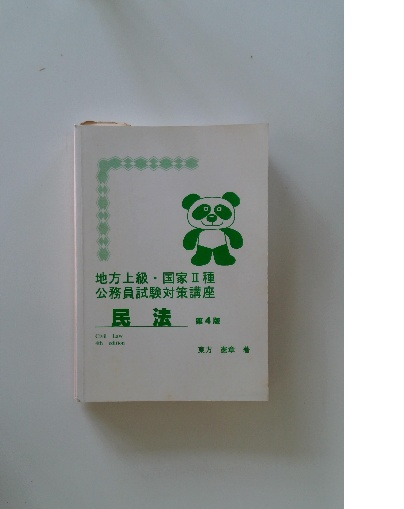 地方上級・国家Ⅱ種
公務員試験対策講座
民法 第4版
Civil Law
4th edition
東方 著